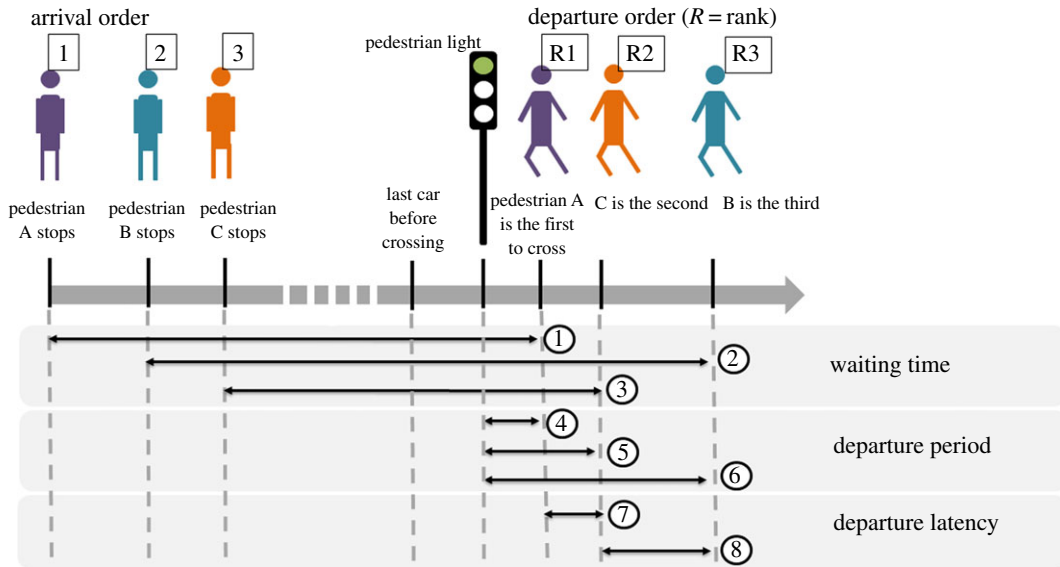 arrival order
departure order (R = rank)
1
2
3
pedestrian light
R1
R2
R3
pedestrian
A stops
pedestrian
B stops
pedestrian
C stops
last car
before
crossing
pedestrian A
is the first
to cross
C is the second
B is the third
1
2
waiting time
3
4
5
departure period
6
7
departure latency
8